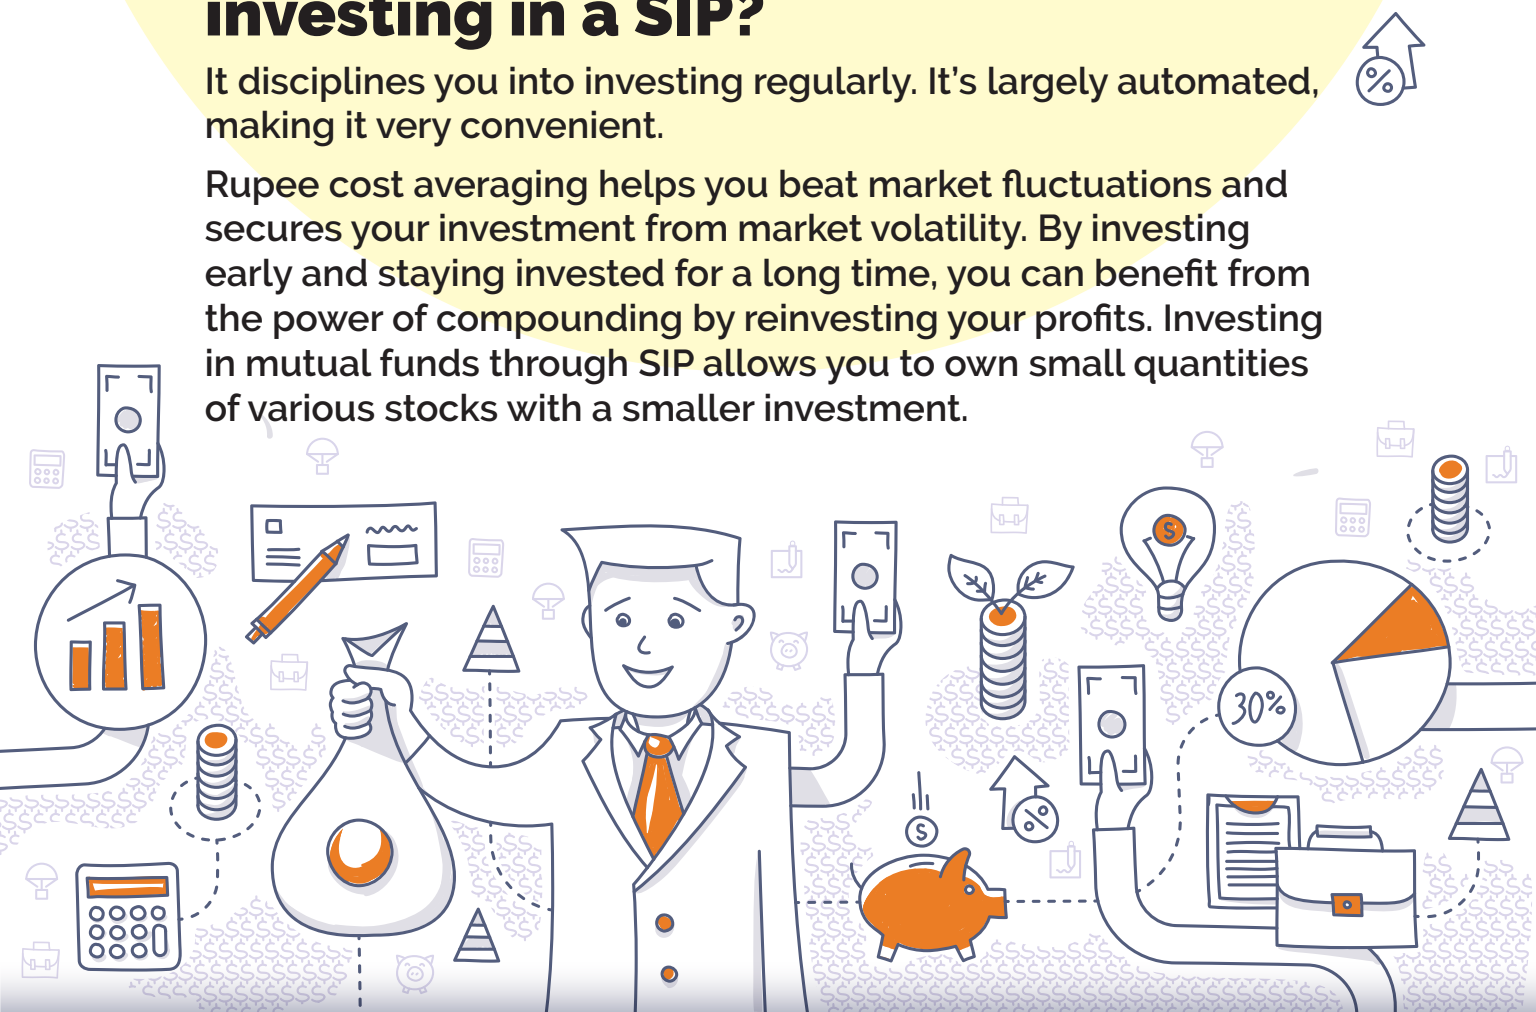 investing in a SIP?
It disciplines you into investing regularly. It’s largely automated,
making it very convenient.
Rupee cost averaging helps you beat market fluctuations and
secures your investment from market volatility. By investing
early and staying invested for a long time, you can benefit from
the power of compounding by reinvesting your profits. Investing
in mutual funds through SIP allows you to own small quantities
of various stocks with a smaller investment.
%
$
30%
%
$